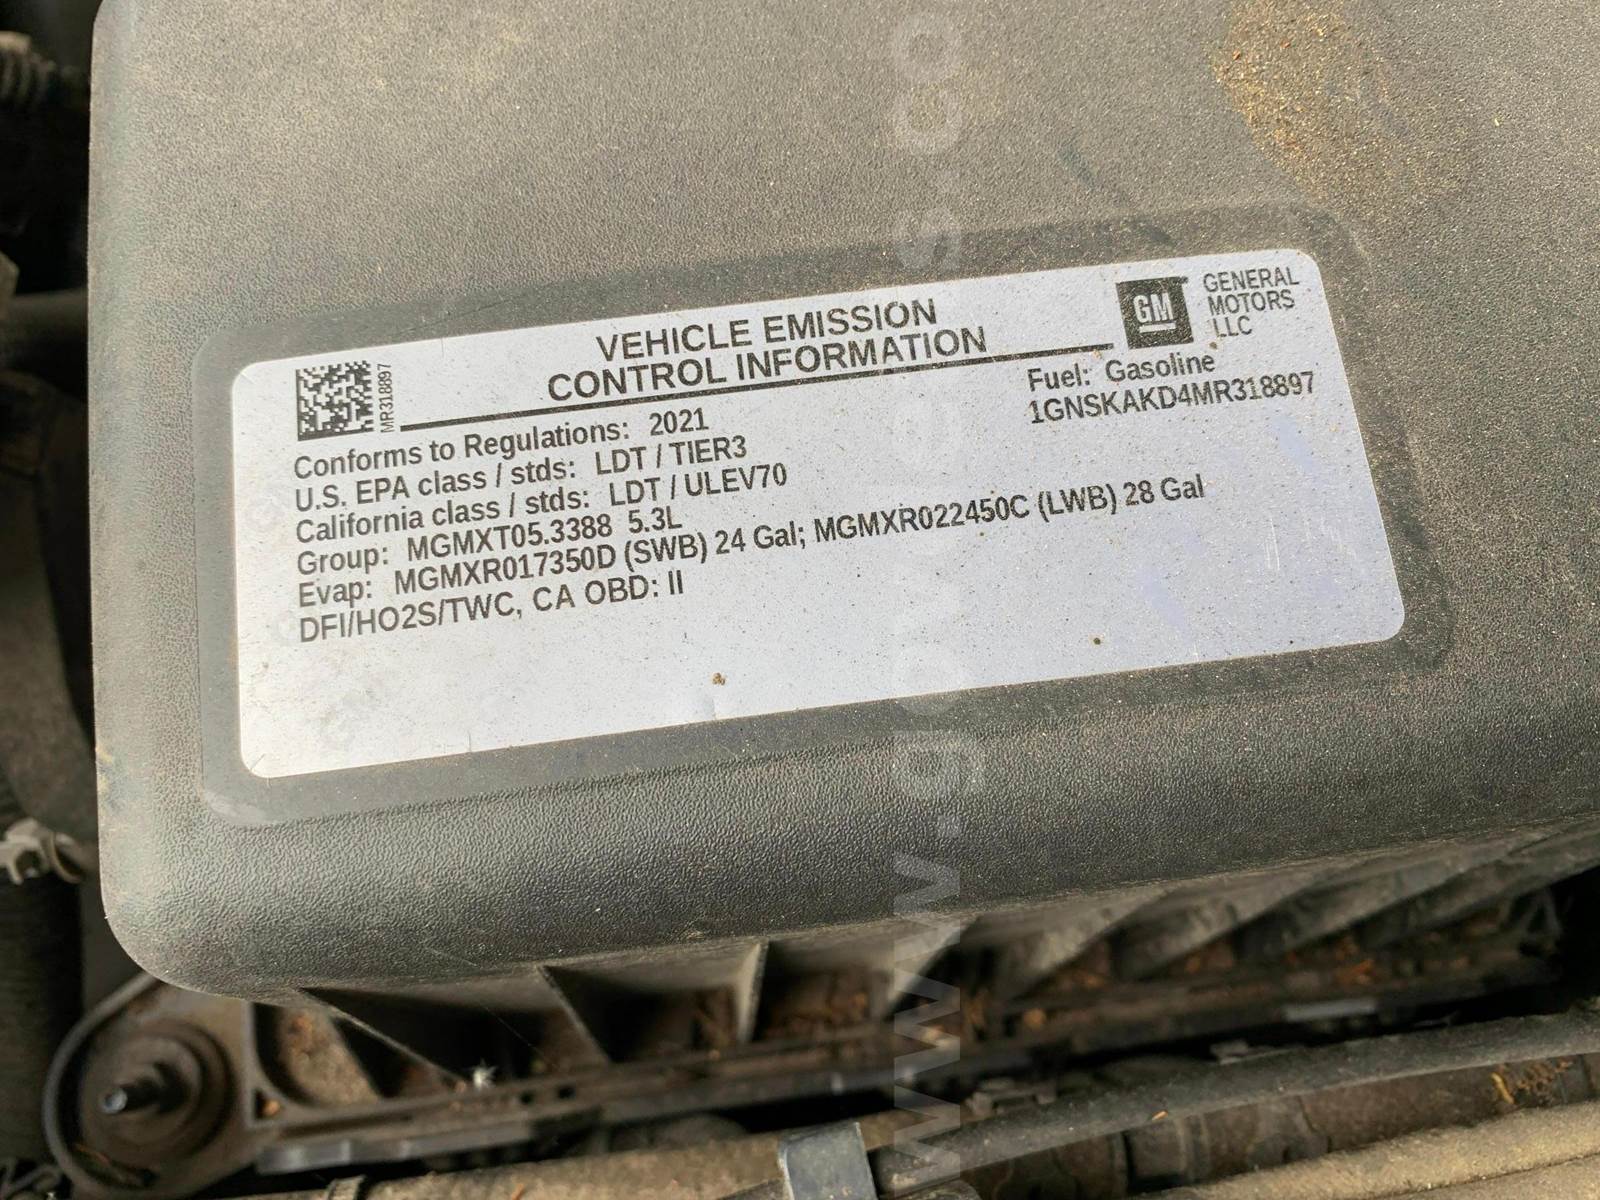 VEHICLE EMISSION
CONTROL INFORMATION
GM
GENERAL
MOTORS
LLC
MR318897
Fuel: Gasoline
1GNSKAKD4MR318897
Conforms to Regulations: 2021
U.S. EPA class / stds: LDT / TIER3
California class / stds: LDT / ULEV70
Group: MGMXT05.3388 5.3L
Evap: MGMXR017350D (SWB) 24 Gal; MGMXR022450C (LWB) 28 Gal
DFI/HO2S/TWC, CA OBD: II